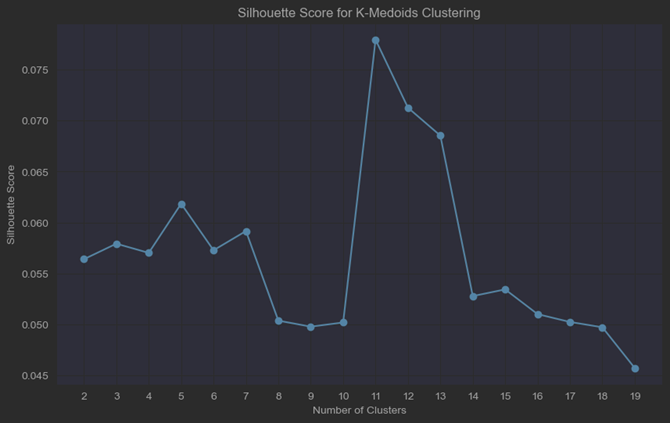 Silhouette Score for K-Medoids Clustering
Silhouette Score
0.075
0.070
0.065
0.060
0.055
0.050
0.045
2 3 4 5 6 7 8 9 10 11 12 13 14 15 16 17 18 19
Number of Clusters